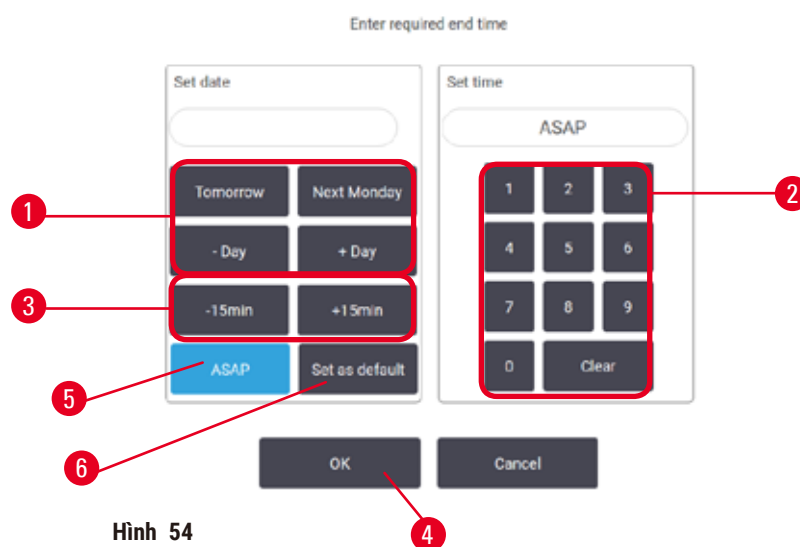 Enter required end time
Set date
Set time
ASAP
Tomorrow Next Monday
1 2 3
2
1
- Day + Day
4 5 6
3
-15min +15min
7 8 9
ASAP Set as default
0 Clear
5
6
OK Cancel
Hình 54
4